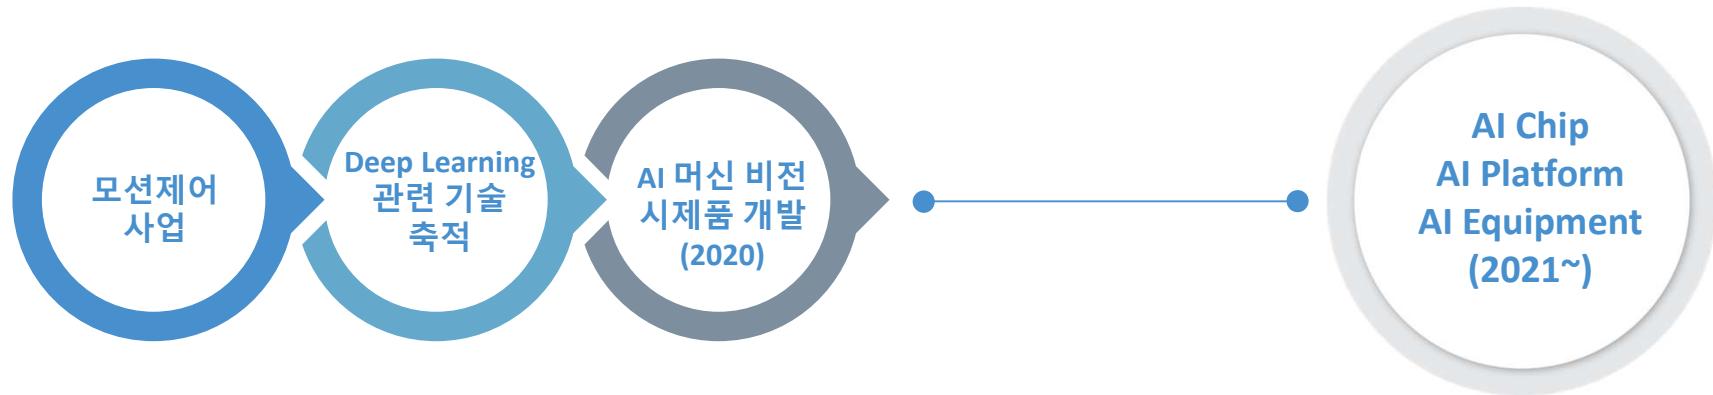 모션제어
사업
Deep Learning
관련 기술
축적
AI 머신 비전
시제품 개발
(2020)
AI Chip
AI Platform
AI Equipment
(2021~)